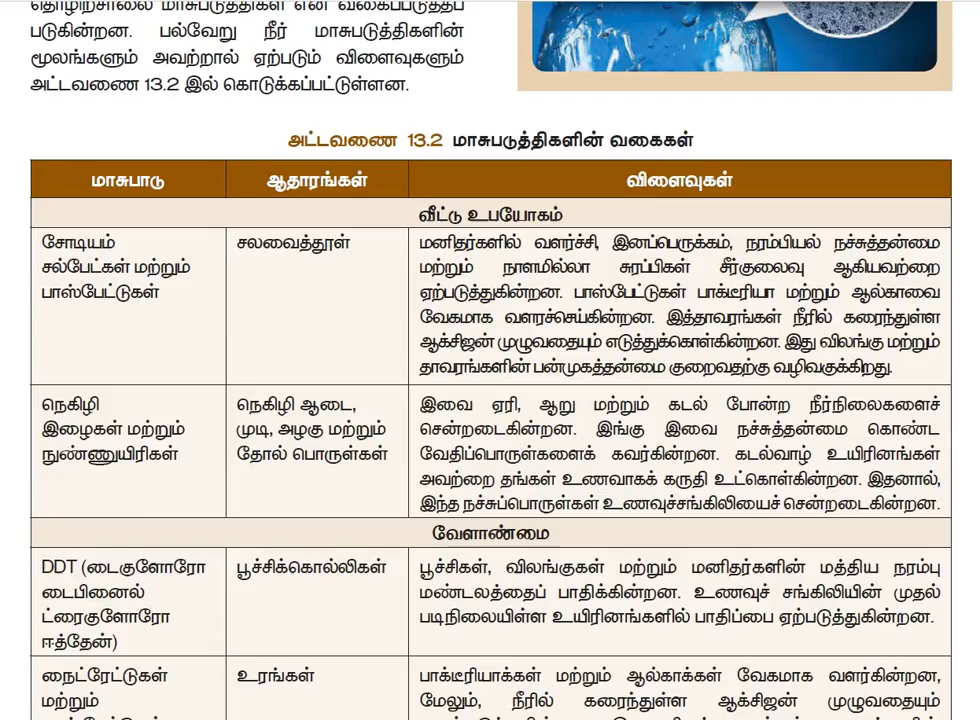 தொழிற்சாலை மாசுபடுத்திகள் என வகைப்படுத்தப்
படுகின்றன. பல்வேறு நீர் மாசுபடுத்திகளின்
மூலங்களும் அவற்றால் ஏற்படும் விளைவுகளும்
அட்டவணை 13.2 இல் கொடுக்கப்பட்டுள்ளன.
அட்டவணை 13.2 மாசுபடுத்திகளின் வகைகள்
மாசுபாடு ஆதாரங்கள் விளைவுகள்
வீட்டு உபயோகம்
சோடியம்
சல்பேட்கள் மற்றும்
பாஸ்பேட்டுகள்
சலவைத்தூள்
மனிதர்களில் வளர்ச்சி, இனப்பெருக்கம், நரம்பியல் நச்சுத்தன்மை
மற்றும் நாளமில்லா சுரப்பிகள் சீர்குலைவு ஆகியவற்றை
ஏற்படுத்துகின்றன. பாஸ்பேட்டுகள் பாக்டீரியா மற்றும் ஆல்காவை
வேகமாக வளரச்செய்கின்றன. இத்தாவரங்கள் நீரில் கரைந்துள்ள
ஆக்சிஜன் முழுவதையும் எடுத்துக்கொள்கின்றன. இது விலங்கு மற்றும்
தாவரங்களின் பன்முகத்தன்மை குறைவதற்கு வழிவகுக்கிறது.
நெகிழி
இழைகள் மற்றும்
நுண்ணுயிரிகள்
நெகிழி ஆடை,
முடி, அழகு மற்றும்
தோல் பொருள்கள்
இவை ஏரி, ஆறு மற்றும் கடல் போன்ற நீர்நிலைகளைச்
சென்றடைகின்றன. இங்கு இவை நச்சுத்தன்மை கொண்ட
வேதிப்பொருள்களைக் கவர்கின்றன. கடல்வாழ் உயிரினங்கள்
அவற்றை தங்கள் உணவாகக் கருதி உட்கொள்கின்றன. இதனால்,
இந்த நச்சுப்பொருள்கள் உணவுச்சங்கிலியைச் சென்றடைகின்றன.
வேளாண்மை
DDT (டைகுளோரோ
டைபினைல்
ட்ரைகுளோரோ
ஈத்தேன்)
பூச்சிக்கொல்லிகள்
பூச்சிகள், விலங்குகள் மற்றும் மனிதர்களின் மத்திய நரம்பு
மண்டலத்தைப் பாதிக்கின்றன. உணவுச் சங்கிலியின் முதல்
படிநிலையிள்ள உயிரினங்களில் பாதிப்பை ஏற்படுத்துகின்றன.
நைட்ரேட்டுகள்
மற்றும்
உரங்கள்
பாக்டீரியாக்கள் மற்றும் ஆல்காக்கள் வேகமாக வளர்கின்றன,
மேலும், நீரில் கரைந்துள்ள ஆக்சிஜன் முழுவதையும்